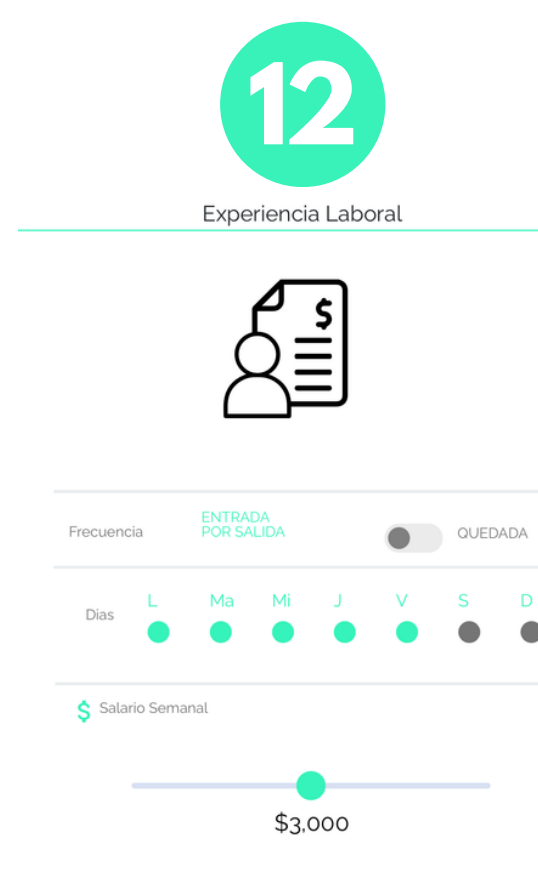 12
Experiencia Laboral
$
Frecuencia
ENTRADA
POR SALIDA
QUEDADA
Dias
L Ma Mi J V S D
$ Salario Semanal
$3,000